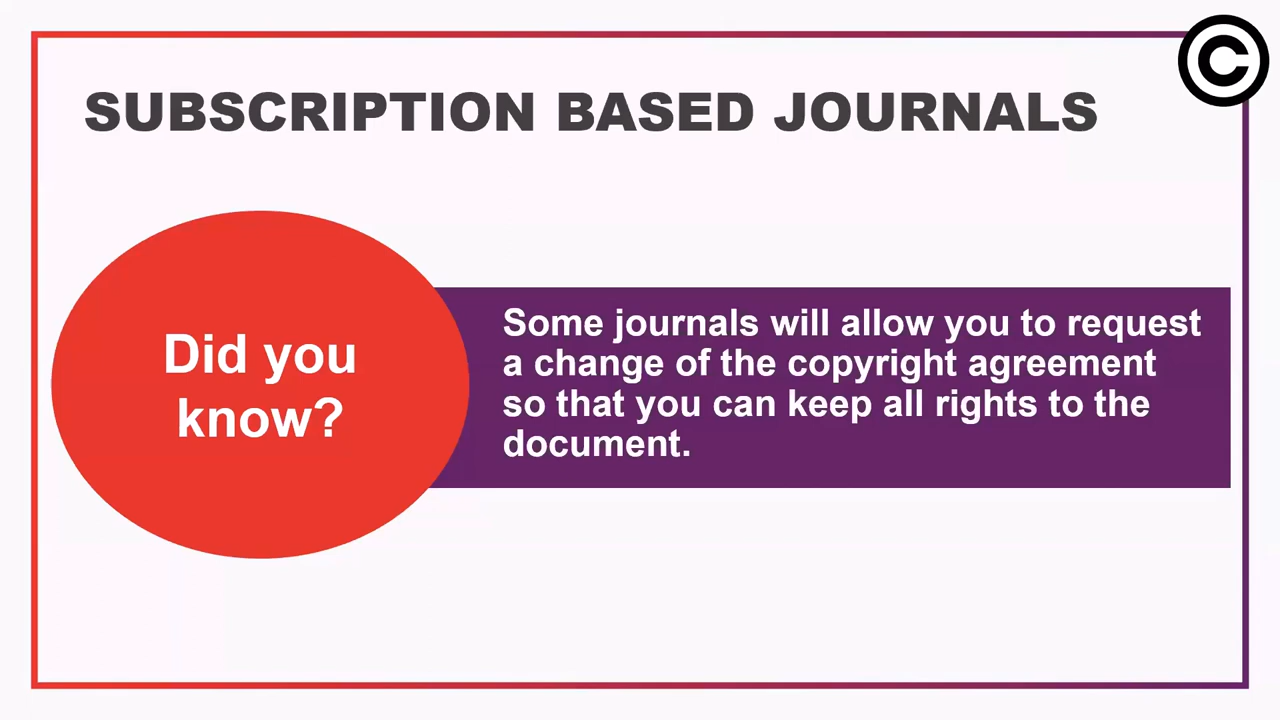 SUBSCRIPTION BASED JOURNALS
Did you
know?
Some journals will allow you to request
a change of the copyright agreement
so that you can keep all rights to the
document.